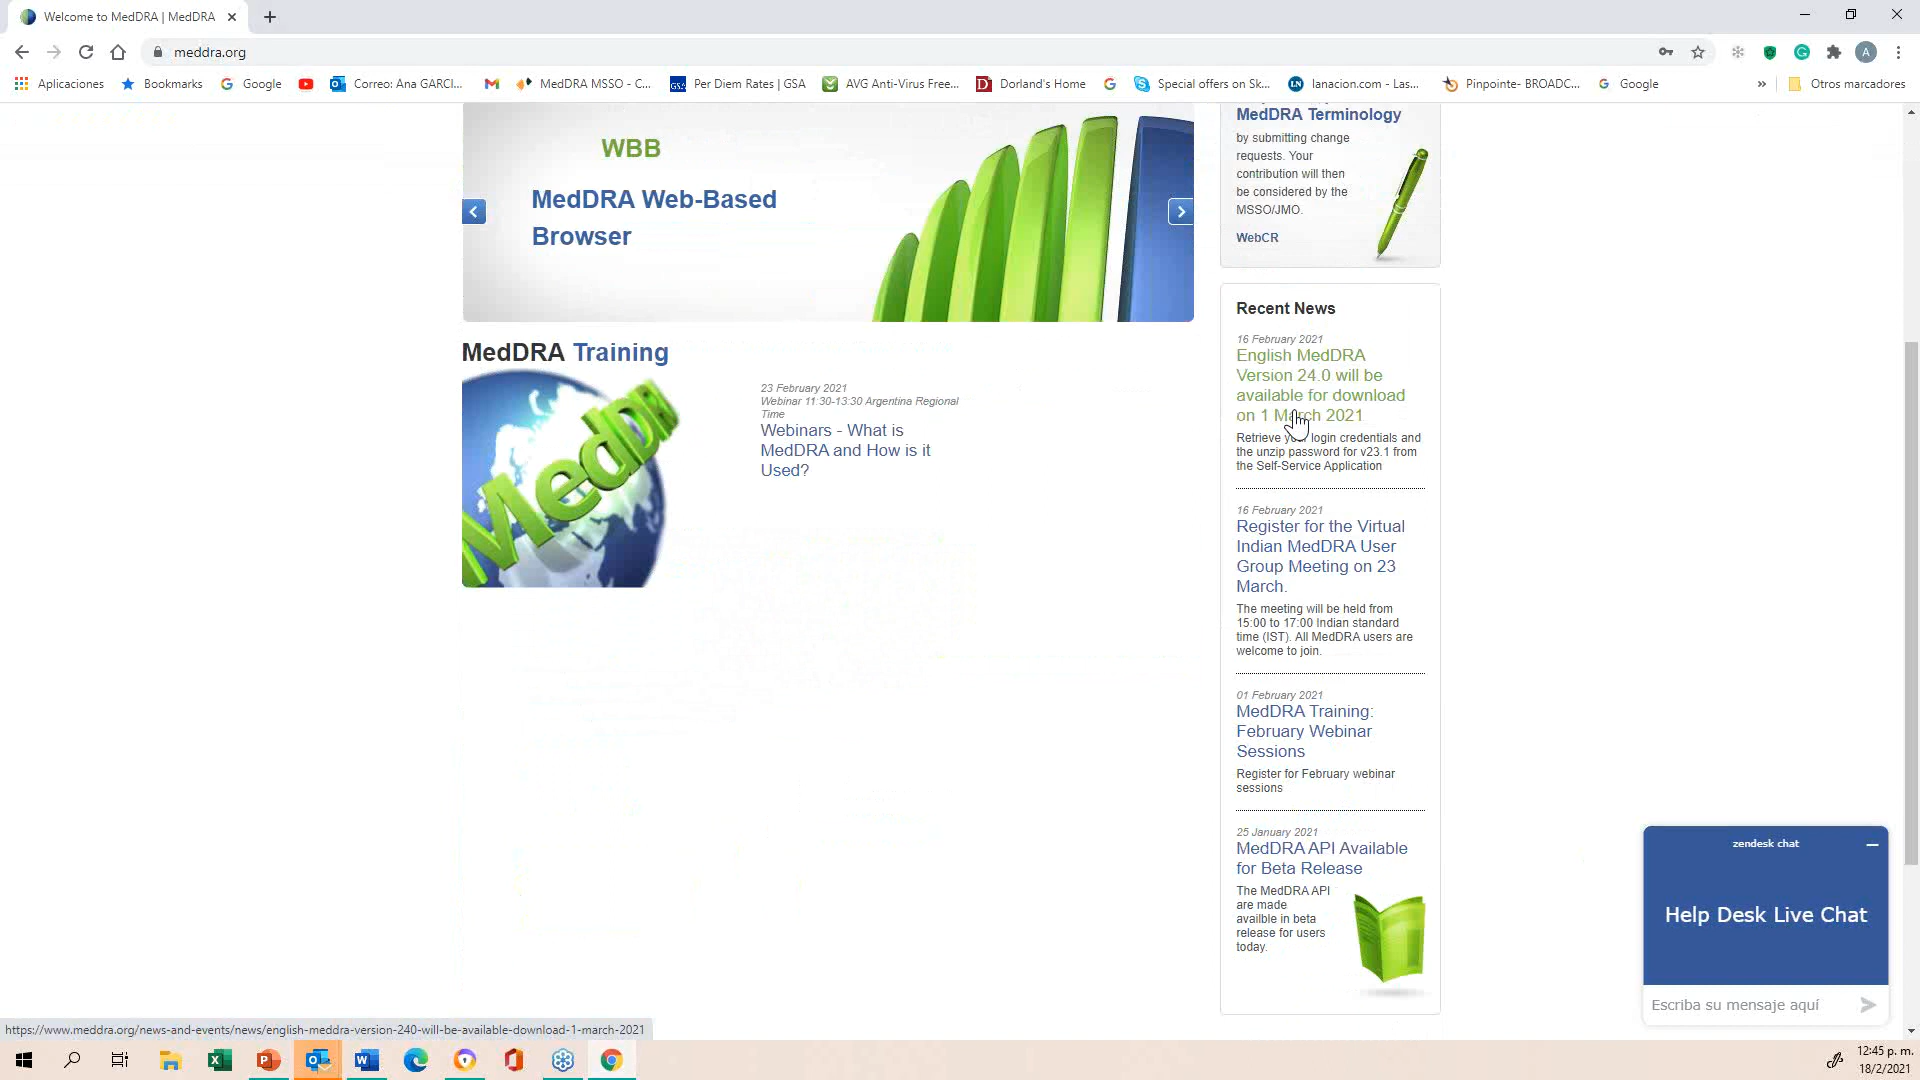 Welcome to MedDRA | MedDRA
meddra.org
Aplicaciones
Bookmarks
Google
Correo: Ana GARCI...
MedDRA MSSO - C...
Per Diem Rates | GSA
AVG Anti-Virus Free...
Dorland's Home
Special offers on Sk...
lanacion.com - Las...
Pinpointe- BROADC...
Google
Otros marcadores
WBB
MedDRA Web-Based
Browser
MedDRA Training
MedDRA
23 February 2021
Webinar 11:30-13:30 Argentina Regional
Time
Webinars - What is
MedDRA and How is it
Used?
MedDRA Terminology
by submitting change
requests. Your
contribution will then
be considered by the
MSSO/JMO.
WebCR
Recent News
16 February 2021
English MedDRA
Version 24.0 will be
available for download
on 1 March 2021
Retrieve your login credentials and
the unzip password for v23.1 from
the Self-Service Application
16 February 2021
Register for the Virtual
Indian MedDRA User
Group Meeting on 23
March.
The meeting will be held from
15:00 to 17:00 Indian standard
time (IST). All MedDRA users are
welcome to join.
01 February 2021
MedDRA Training:
February Webinar
Sessions
Register for February webinar
sessions
25 January 2021
MedDRA API Available
for Beta Release
The MedDRA API
are made
availble in beta
release for users
today.
zendesk chat
Help Desk Live Chat
Escriba su mensaje aquí
https://www.meddra.org/news-and-events/news/english-meddra-version-240-will-be-available-download-1-march-2021
12:45 p. m.
18/2/2021